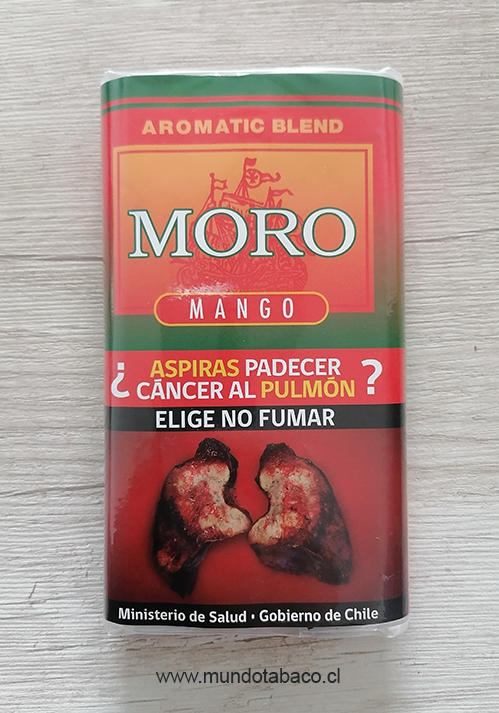 AROMATIC BLEND
MORO
MANGO
¿ ASPIRAS PADECER
CÁNCER AL PULMÓN ?
ELIGE NO FUMAR
Ministerio de Salud • Gobierno de Chile
www.mundotabaco.cl